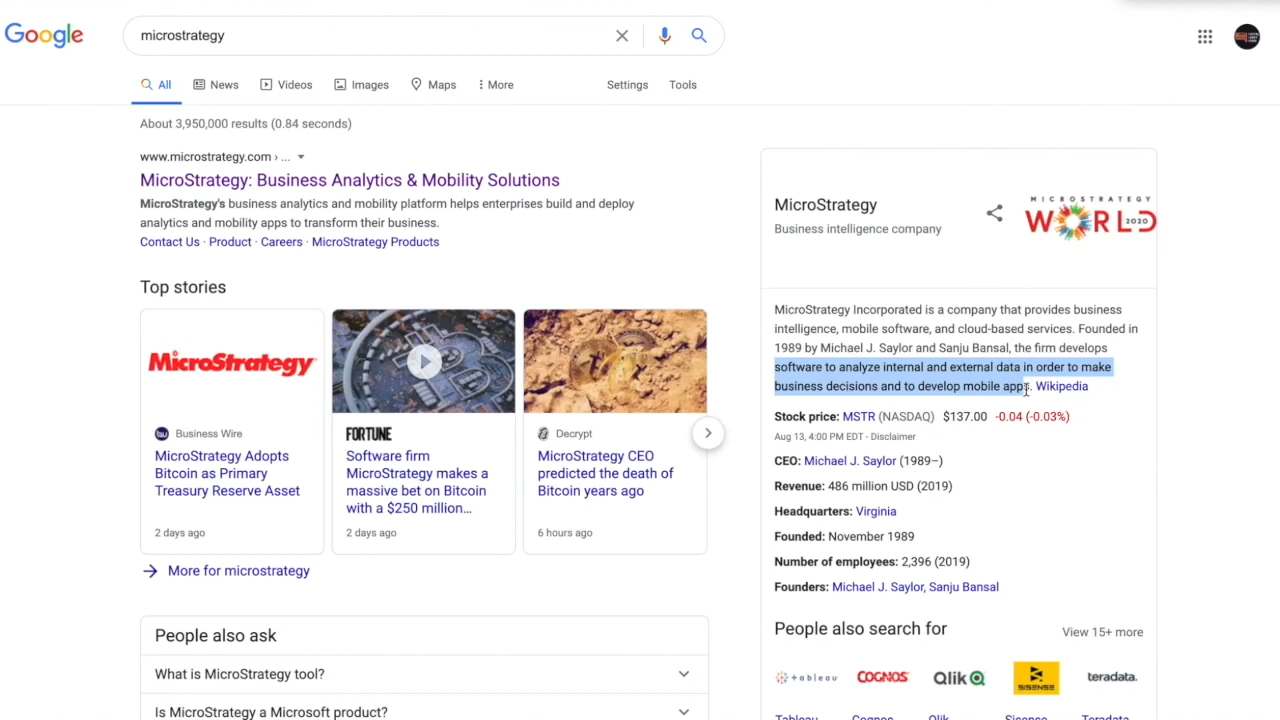 Google
microstrategy
All
News
Videos
Images
Maps
More
Settings
Tools
About 3,950,000 results (0.84 seconds)
www.microstrategy.com › ...
MicroStrategy: Business Analytics & Mobility Solutions
MicroStrategy's business analytics and mobility platform helps enterprises build and deploy
analytics and mobility apps to transform their business.
Contact Us · Product · Careers · MicroStrategy Products
Top stories
MicroStrategy
Business Wire
MicroStrategy Adopts
Bitcoin as Primary
Treasury Reserve Asset
2 days ago
FORTUNE
Software firm
MicroStrategy makes a
massive bet on Bitcoin
with a $250 million...
2 days ago
Decrypt
MicroStrategy CEO
predicted the death of
Bitcoin years ago
6 hours ago
More for microstrategy
People also ask
What is MicroStrategy tool?
Is MicroStrategy a Microsoft product?
MicroStrategy
Business intelligence company
MICROSTRATEGY
WORLD
2020
MicroStrategy Incorporated is a company that provides business
intelligence, mobile software, and cloud-based services. Founded in
1989 by Michael J. Saylor and Sanju Bansal, the firm develops
software to analyze internal and external data in order to make
business decisions and to develop mobile apps. Wikipedia
Stock price: MSTR (NASDAQ) $137.00 -0.04 (-0.03%)
Aug 13, 4:00 PM EDT - Disclaimer
CEO: Michael J. Saylor (1989–)
Revenue: 486 million USD (2019)
Headquarters: Virginia
Founded: November 1989
Number of employees: 2,396 (2019)
Founders: Michael J. Saylor, Sanju Bansal
People also search for
View 15+ more
+ableau
COGNOS
Qlik
SISENSE
teradata.
Tableau
Cognos
Qlik
Sisense
Teradata